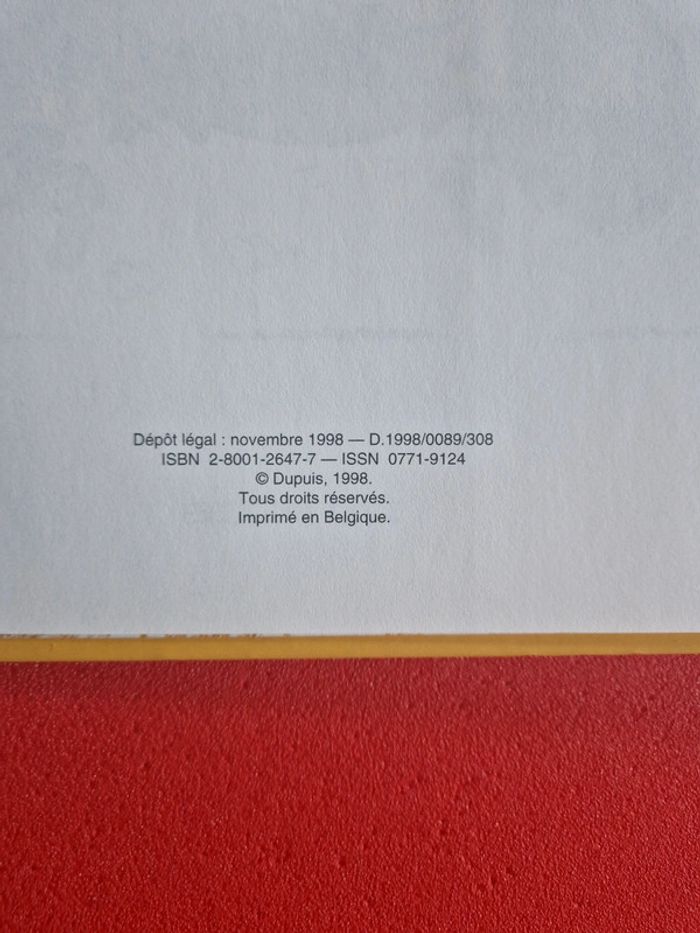 Dépôt légal : novembre 1998 — D.1998/0089/308
ISBN 2-8001-2647-7 — ISSN 0771-9124
© Dupuis, 1998.
Tous droits réservés.
Imprimé en Belgique.